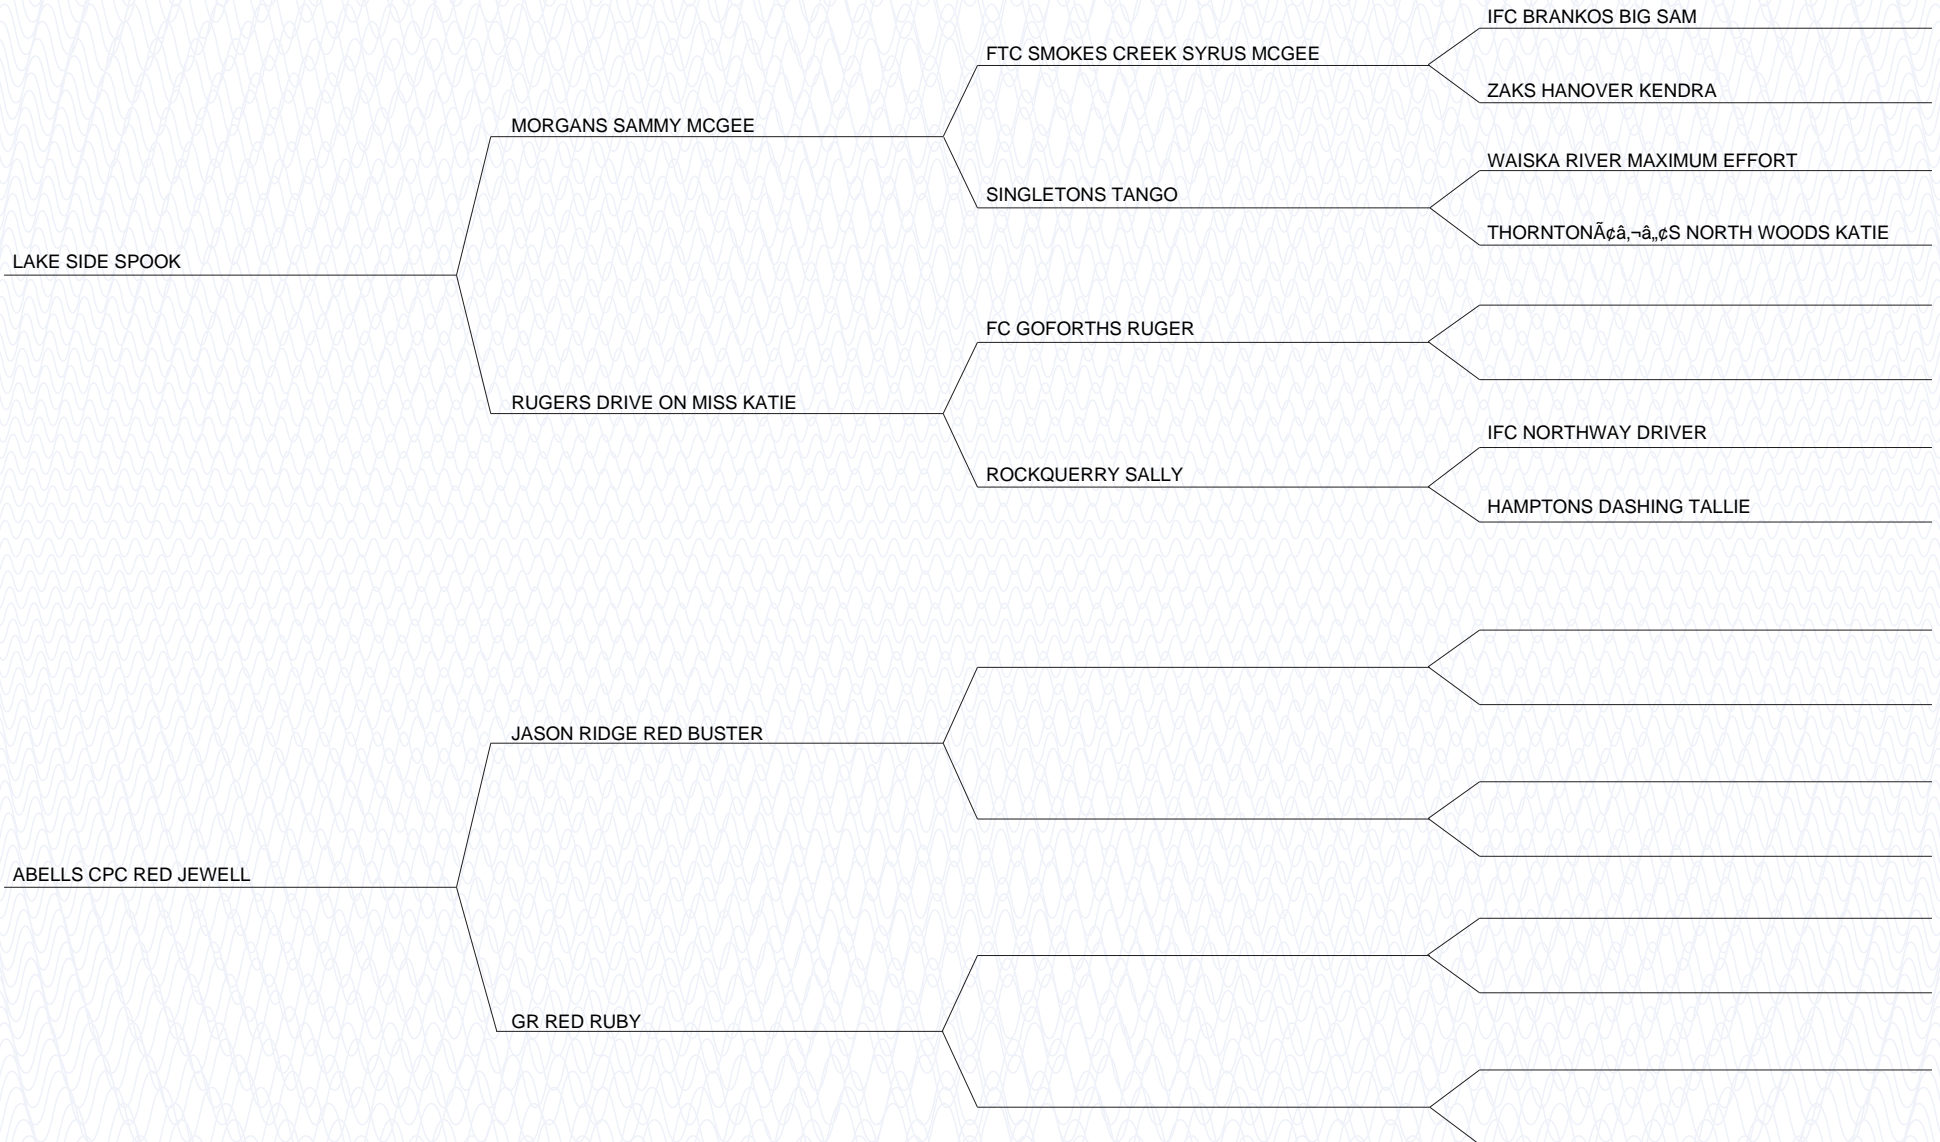 IFC BRANKOS BIG SAM
FTC SMOKES CREEK SYRUS MCGEE
ZAKS HANOVER KENDRA
MORGANS SAMMY MCGEE
WAISKA RIVER MAXIMUM EFFORT
SINGLETONS TANGO
THORNTONÃ¢â‚¬â„¢S NORTH WOODS KATIE
LAKE SIDE SPOOK
FC GOFORTHS RUGER
RUGERS DRIVE ON MISS KATIE
IFC NORTHWAY DRIVER
ROCKQUERRY SALLY
HAMPTONS DASHING TALLIE
JASON RIDGE RED BUSTER
ABELLS CPC RED JEWELL
GR RED RUBY